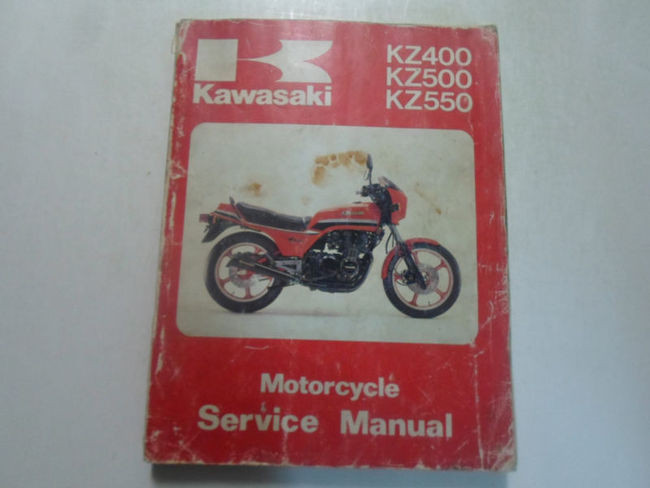 KZ400
KZ500
KZ550
Kawasaki
Motorcycle
Service Manual